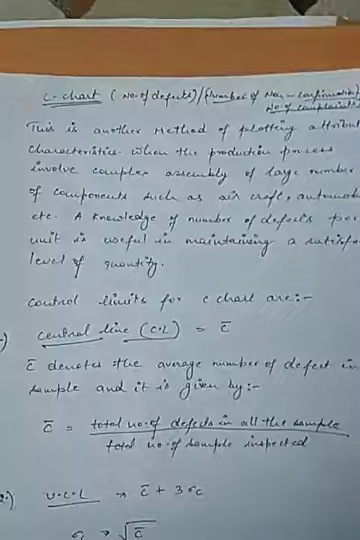 C-chart (No. of defects)/(Number of Non-confirmities)
No. of complaints
This is another Method of plotting attribut
characteristics. When the production process
involve complex assembly of large number
of components such as air craft, automob
etc. A knowledge of number of defects per
unit is useful in maintaining a satisfa
level of quantity.
control limits for c chart are:-
central line (C.L) = c̄
c̄ denotes the average number of defect in
sample and it is given by:-
c̄ = total no. of defects in all the sample
total no. of sample inspected
U.C.L → c̄ + 3σc
σ → √c̄